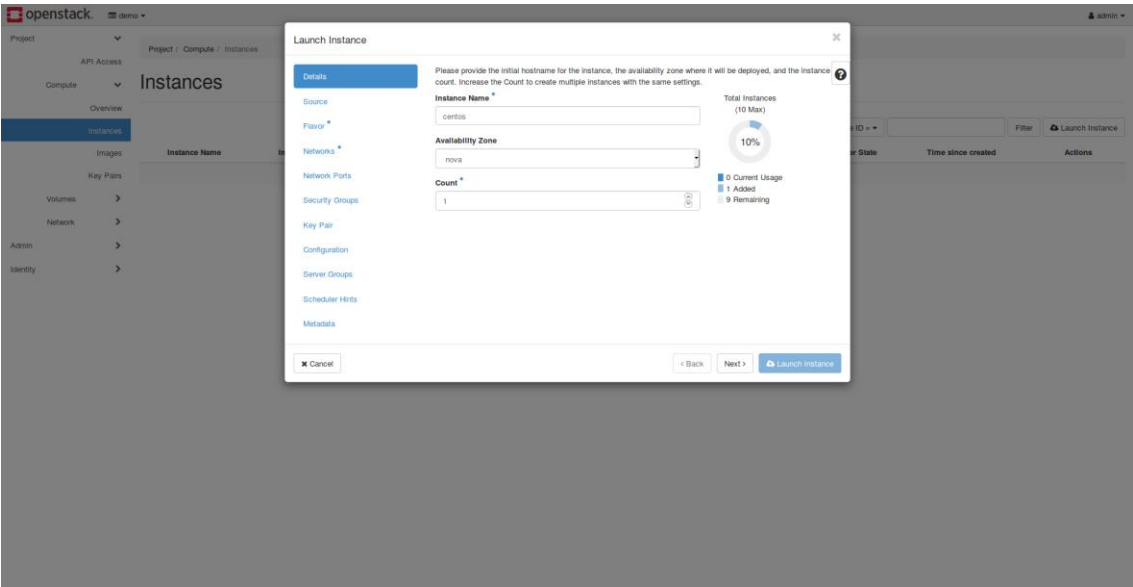 openstack. demo admin
Project
API Access
Compute
Overview
Instances
Images
Key Pairs
Volumes
Network
Admin
Identity
Project / Compute / Instances
Instances
ID = Filter Launch Instance
Instance Name
State Time since created Actions
Launch Instance
Details
Source
Flavor *
Networks *
Network Ports
Security Groups
Key Pair
Configuration
Server Groups
Scheduler Hints
Metadata
Please provide the initial hostname for the instance, the availability zone where it will be deployed, and the instance
count. Increase the Count to create multiple instances with the same settings.
Instance Name *
centos
Availability Zone
nova
Count *
1
Total Instances
(10 Max)
10%
0 Current Usage
1 Added
9 Remaining
Cancel
< Back Next > Launch Instance